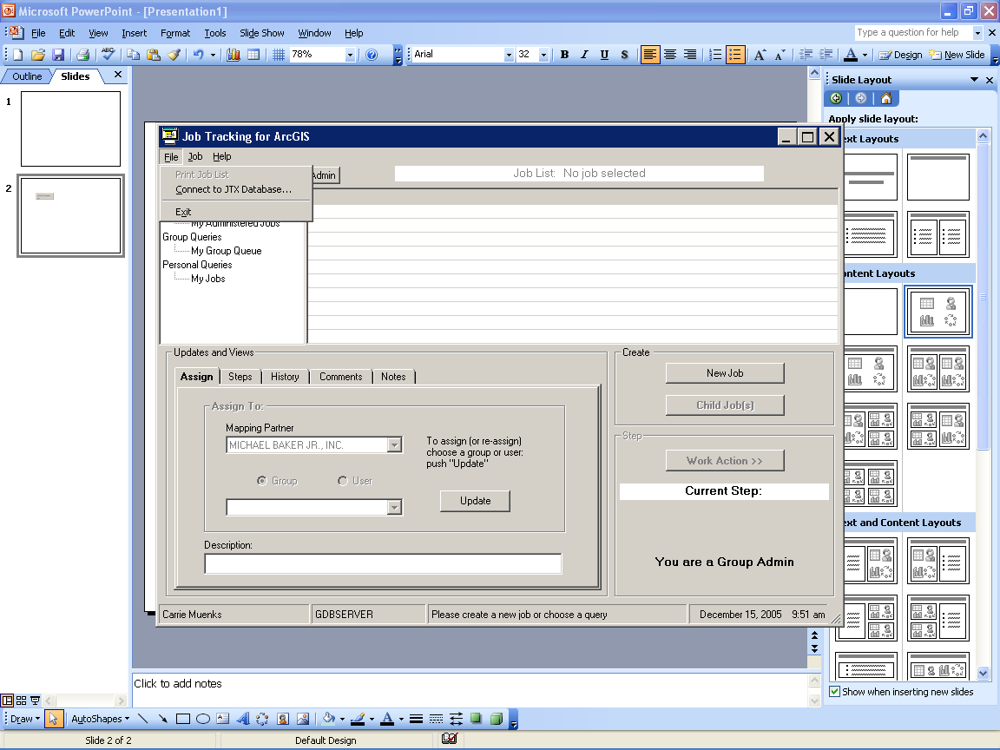 Microsoft PowerPoint - [Presentation1]
File Edit View Insert Format Tools Slide Show Window Help
Type a question for help
78%
Arial
32
B I U S
Design
New Slide
Outline
Slides
Slide Layout
Apply slide layout:
1
2
Job Tracking for ArcGIS
File Job Help
Print Job List
Connect to JTX Database...
Exit
Admin
Job List: No job selected
My Administered Jobs
Group Queries
My Group Queue
Personal Queries
My Jobs
Updates and Views
Assign Steps History Comments Notes
Assign To:
Mapping Partner
MICHAEL BAKER JR., INC.
Group
User
To assign (or re-assign)
choose a group or user:
push "Update"
Update
Description:
Create
New Job
Child Job(s)
Step
Work Action >>
Current Step:
You are a Group Admin
Carrie Muenks
GDBSERVER
Please create a new job or choose a query
December 15, 2005 9:51 am
ext Layouts
ontent Layouts
ext and Content Layouts
Show when inserting new slides
Click to add notes
Draw
AutoShapes
Slide 2 of 2
Default Design